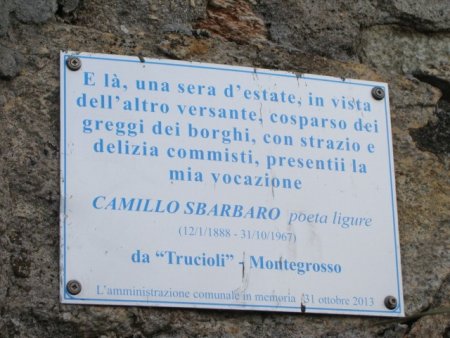 E là, una sera d'estate, in vista
dell'altro versante, cosparso dei
greggi dei borghi, con strazio e
delizia commisti, presentii la
mia vocazione
CAMILLO SBARBARO poeta ligure
(12/1/1888 - 31/10/1967)
da "Trucioli" - Montegrosso
L'amministrazione comunale in memoria 31 ottobre 2013